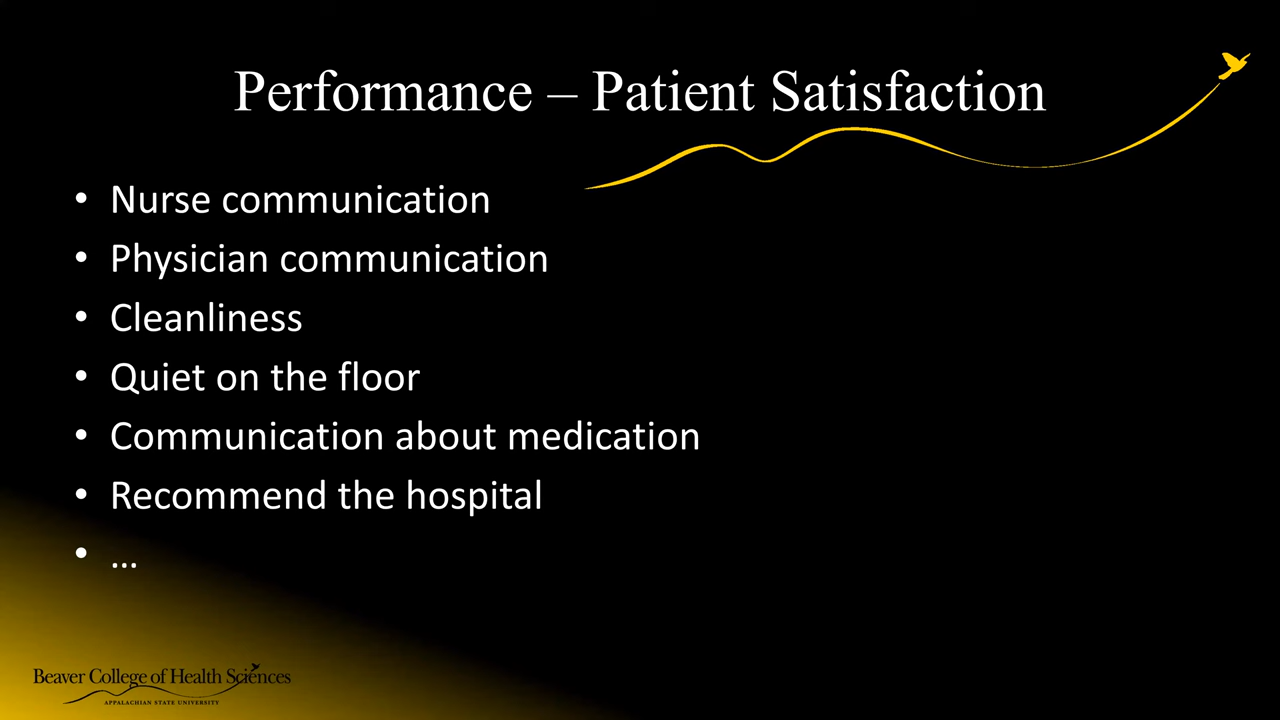 Performance – Patient Satisfaction
• Nurse communication
• Physician communication
• Cleanliness
• Quiet on the floor
• Communication about medication
• Recommend the hospital
• ...
Beaver College of Health Sciences
APPALACHIAN STATE UNIVERSITY